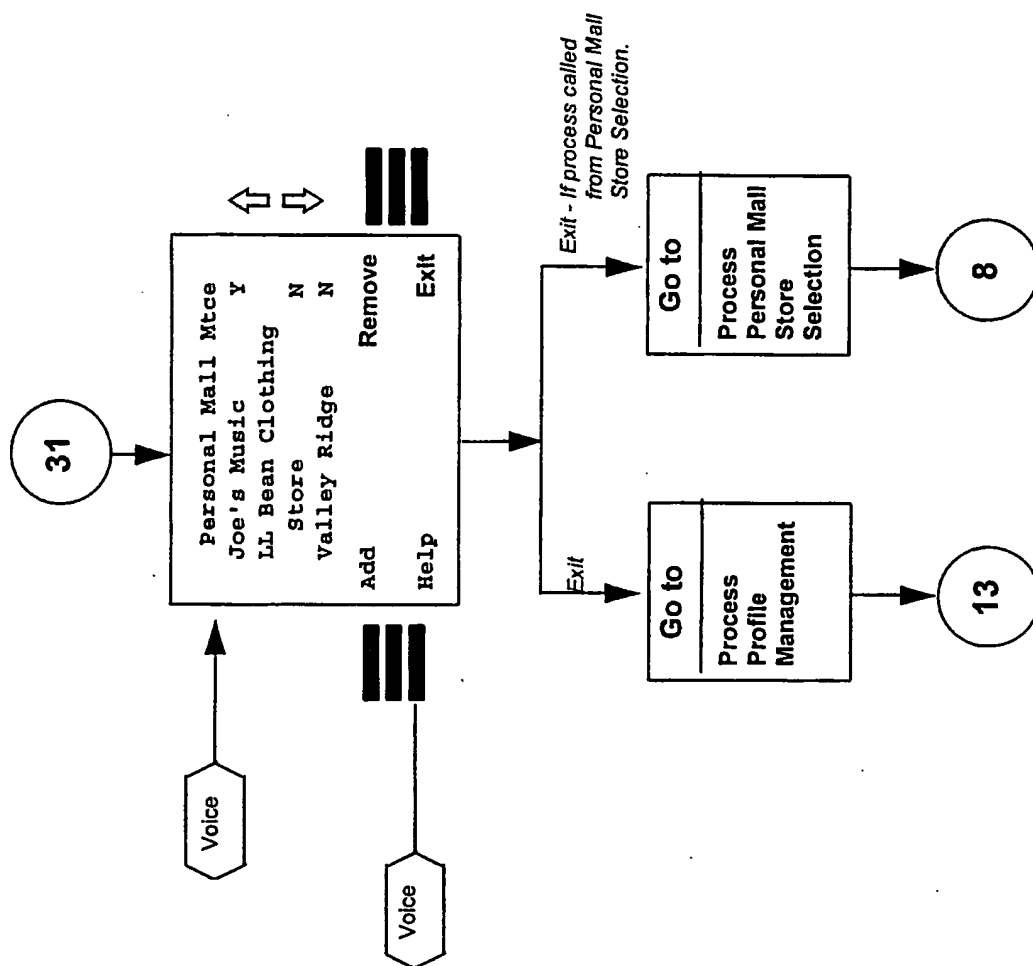 31
Voice
Personal Mall Mtce
Joe's Music Y
LL Bean Clothing
Store N
Valley Ridge N
Add Remove
Help Exit
Voice
Exit
Exit - If process called
from Personal Mall
Store Selection.
Go to
Process
Profile
Management
Go to
Process
Personal Mall
Store
Selection
13
8